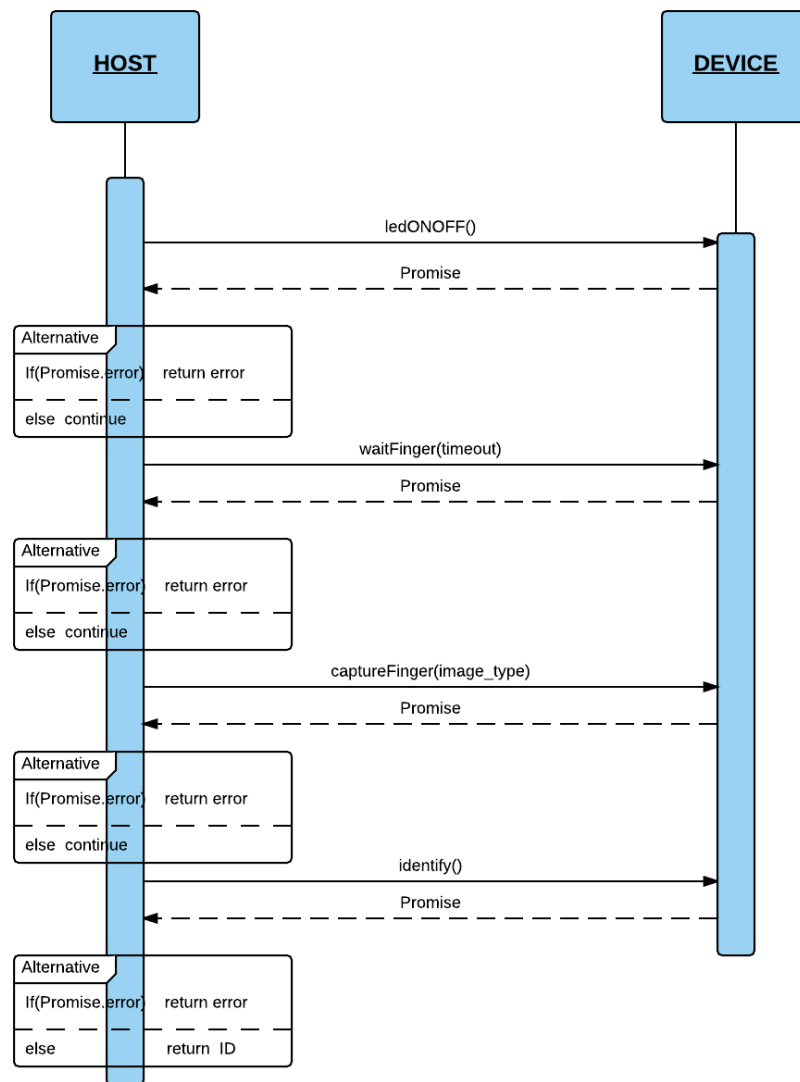 HOST
DEVICE
ledONOFF()
Promise
Alternative
If(Promise.error) return error
else continue
waitFinger(timeout)
Promise
Alternative
If(Promise.error) return error
else continue
captureFinger(image_type)
Promise
Alternative
If(Promise.error) return error
else continue
identify()
Promise
Alternative
If(Promise.error) return error
else return ID